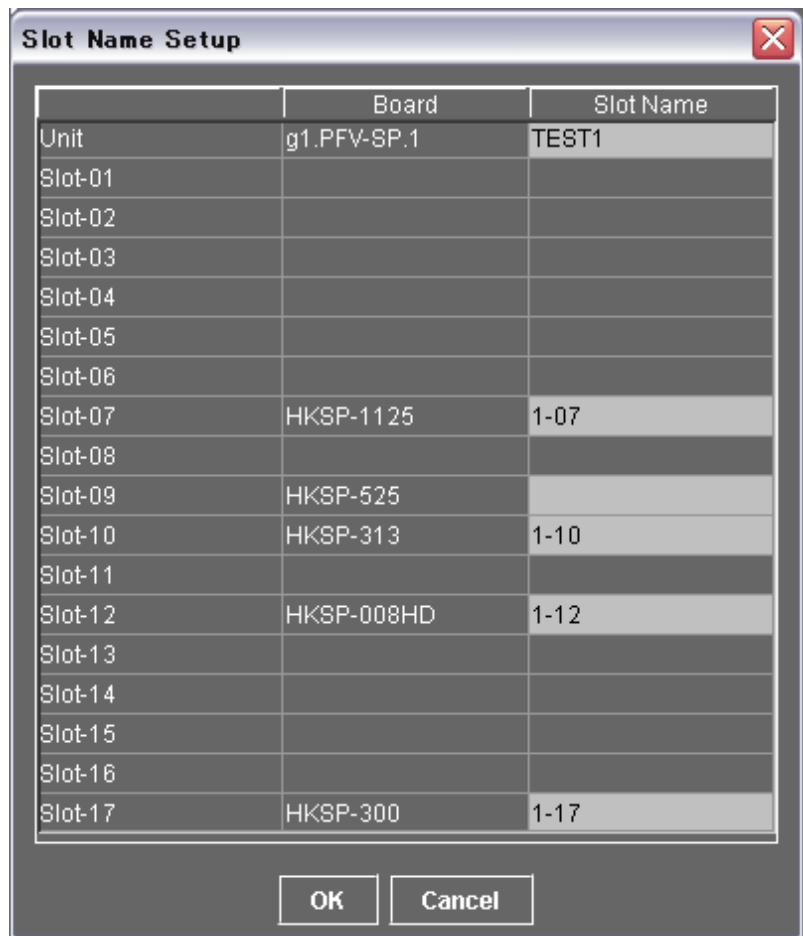 Slot Name Setup
Board Slot Name
Unit g1.PFV-SP.1 TEST1
Slot-01
Slot-02
Slot-03
Slot-04
Slot-05
Slot-06
Slot-07 HKSP-1125 1-07
Slot-08
Slot-09 HKSP-525
Slot-10 HKSP-313 1-10
Slot-11
Slot-12 HKSP-008HD 1-12
Slot-13
Slot-14
Slot-15
Slot-16
Slot-17 HKSP-300 1-17
OK Cancel